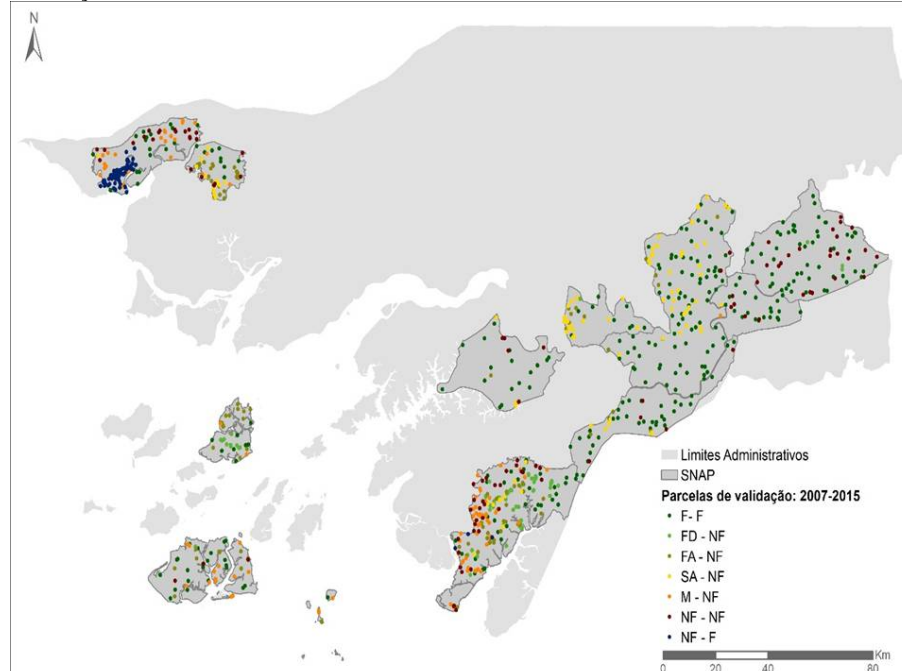 N
Limites Administrativos
SNAP
Parcelas de validação: 2007-2015
F- F
FD - NF
FA - NF
SA - NF
M - NF
NF - NF
NF - F
Km
0 20 40 80